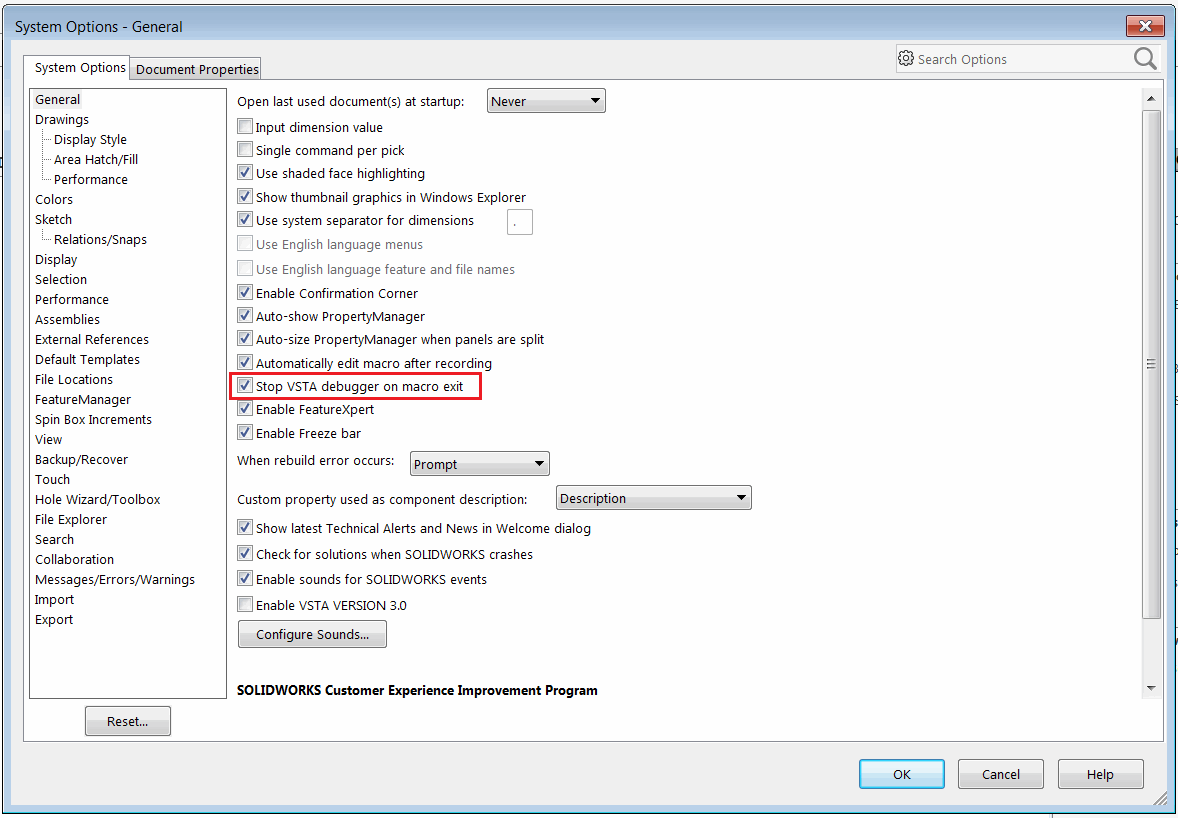 System Options - General
System Options
Document Properties
Search Options
General
Drawings
Display Style
Area Hatch/Fill
Performance
Colors
Sketch
Relations/Snaps
Display
Selection
Performance
Assemblies
External References
Default Templates
File Locations
FeatureManager
Spin Box Increments
View
Backup/Recover
Touch
Hole Wizard/Toolbox
File Explorer
Search
Collaboration
Messages/Errors/Warnings
Import
Export
Reset...
Open last used document(s) at startup: Never
Input dimension value
Single command per pick
Use shaded face highlighting
Show thumbnail graphics in Windows Explorer
Use system separator for dimensions .
Use English language menus
Use English language feature and file names
Enable Confirmation Corner
Auto-show PropertyManager
Auto-size PropertyManager when panels are split
Automatically edit macro after recording
Stop VSTA debugger on macro exit
Enable FeatureXpert
Enable Freeze bar
When rebuild error occurs: Prompt
Custom property used as component description: Description
Show latest Technical Alerts and News in Welcome dialog
Check for solutions when SOLIDWORKS crashes
Enable sounds for SOLIDWORKS events
Enable VSTA VERSION 3.0
Configure Sounds...
SOLIDWORKS Customer Experience Improvement Program
OK
Cancel
Help